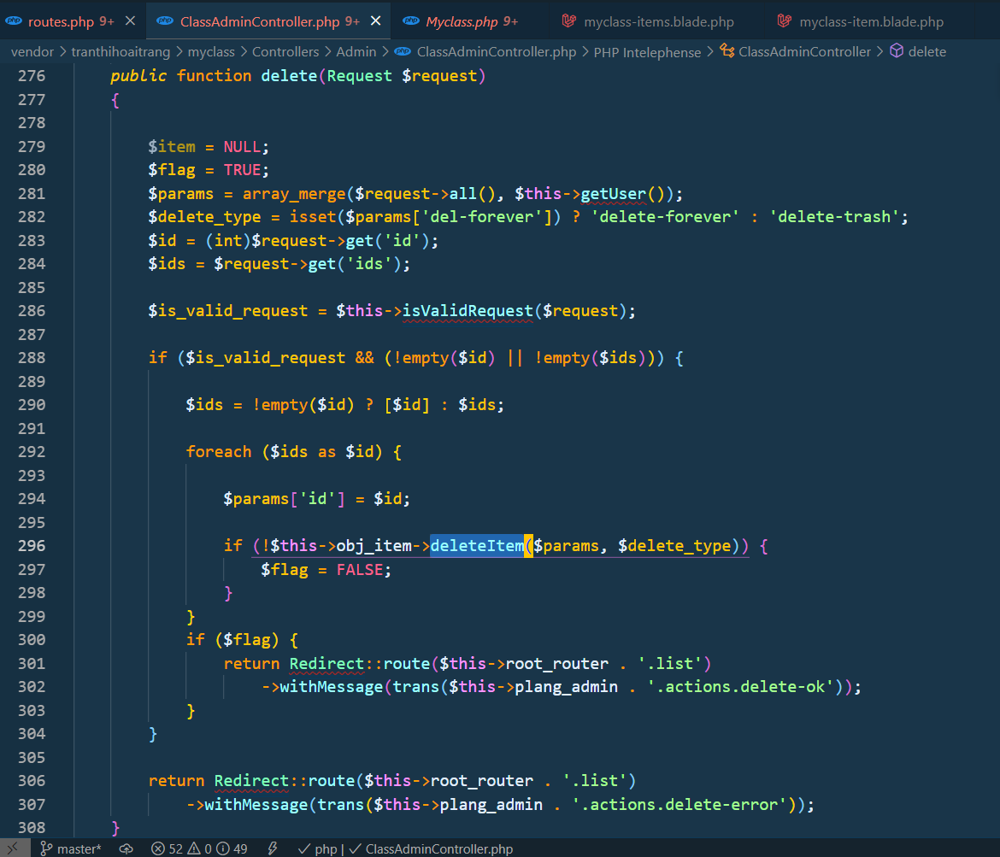 routes.php 9+ ClassAdminController.php 9+ Myclass.php 9+ myclass-items.blade.php myclass-item.blade.php
vendor > tranthihoaitrang > myclass > Controllers > Admin > ClassAdminController.php > PHP Intelephense > ClassAdminController > delete
276 public function delete(Request $request)
277 {
278
279 $item = NULL;
280 $flag = TRUE;
281 $params = array_merge($request->all(), $this->getUser());
282 $delete_type = isset($params['del-forever']) ? 'delete-forever' : 'delete-trash';
283 $id = (int)$request->get('id');
284 $ids = $request->get('ids');
285
286 $is_valid_request = $this->isValidRequest($request);
287
288 if ($is_valid_request && (!empty($id) || !empty($ids))) {
289
290 $ids = !empty($id) ? [$id] : $ids;
291
292 foreach ($ids as $id) {
293
294 $params['id'] = $id;
295
296 if (!$this->obj_item->deleteItem($params, $delete_type)) {
297 $flag = FALSE;
298 }
299 }
300 if ($flag) {
301 return Redirect::route($this->root_router . '.list')
302 ->withMessage(trans($this->plang_admin . '.actions.delete-ok'));
303 }
304 }
305
306 return Redirect::route($this->root_router . '.list')
307 ->withMessage(trans($this->plang_admin . '.actions.delete-error'));
308 }
master* 52 0 49 php | ClassAdminController.php